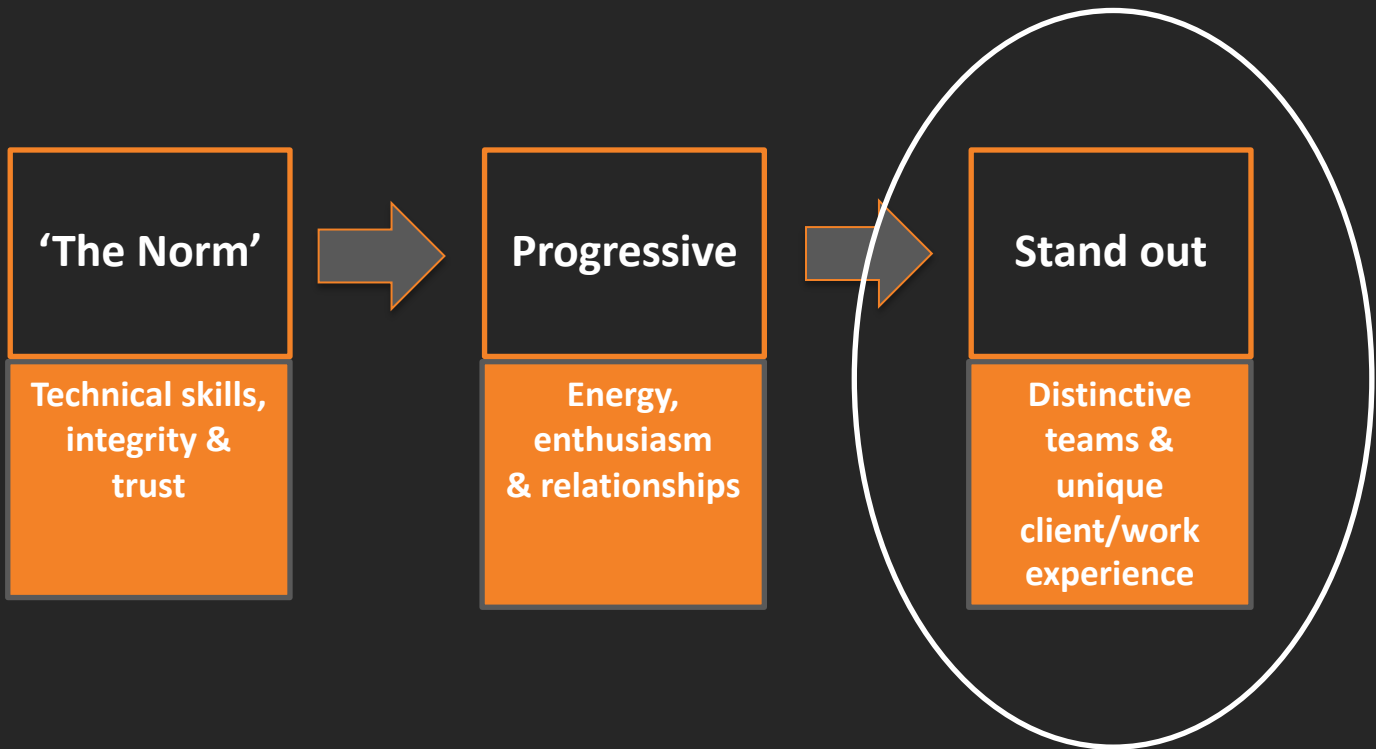 ‘The Norm’
Technical skills,
integrity &
trust
Progressive
Energy,
enthusiasm
& relationships
Stand out
Distinctive
teams &
unique
client/work
experience